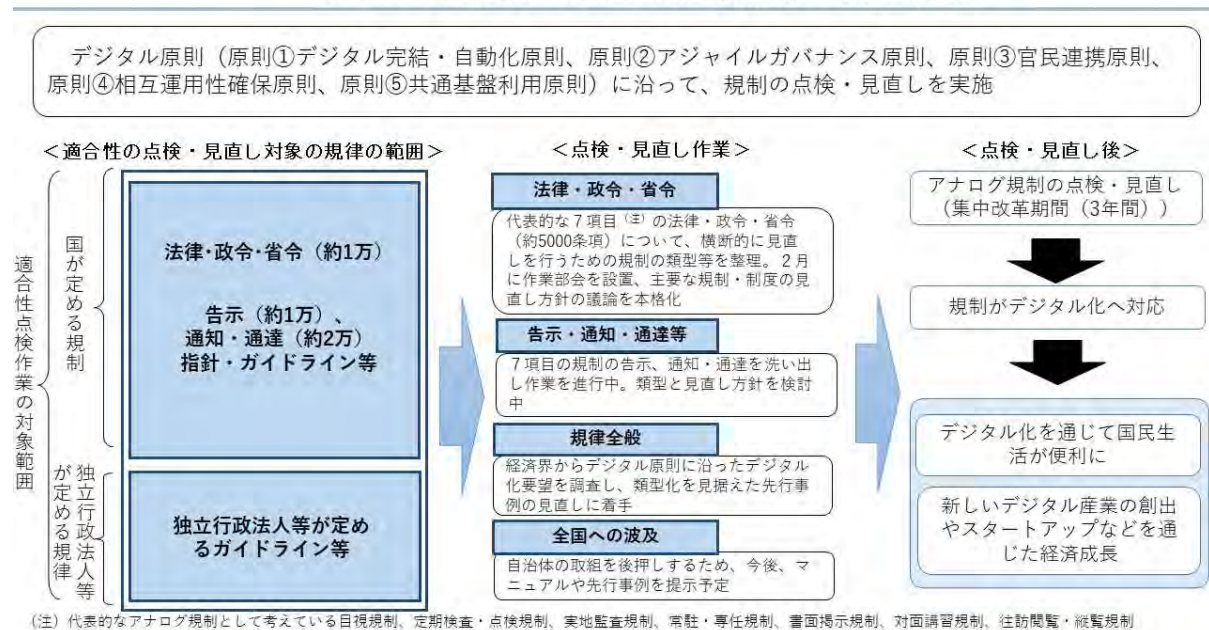 デジタル原則（原則①デジタル完結・自動化原則、原則②アジャイルガバナンス原則、原則③官民連携原則、
原則④相互運用性確保原則、原則⑤共通基盤利用原則）に沿って、規制の点検・見直しを実施
＜適合性の点検・見直し対象の規律の範囲＞
適合性点検作業の対象範囲
国が定める規制
法律・政令・省令（約1万）
告示（約1万）、
通知・通達（約2万）
指針・ガイドライン等
独立行政法人等
が定める規律
独立行政法人等が定め
るガイドライン等
＜点検・見直し作業＞
法律・政令・省令
代表的な７項目（注）の法律・政令・省令
（約5000条項）について、横断的に見直
しを行うための規制の類型等を整理。２月
に作業部会を設置、主要な規制・制度の見
直し方針の議論を本格化
告示・通知・通達等
７項目の規制の告示、通知・通達を洗い出
し作業を進行中。類型と見直し方針を検討
中
規律全般
経済界からデジタル原則に沿ったデジタル
化要望を調査し、類型化を見据えた先行事
例の見直しに着手
全国への波及
自治体の取組を後押しするため、今後、マ
ニュアルや先行事例を提示予定
＜点検・見直し後＞
アナログ規制の点検・見直し
（集中改革期間（3年間））
規制がデジタル化へ対応
デジタル化を通じて国民生
活が便利に
新しいデジタル産業の創出
やスタートアップなどを通
じた経済成長
（注）代表的なアナログ規制として考えている目視規制、定期検査・点検規制、実地監査規制、常駐・専任規制、書面掲示規制、対面講習規制、往訪閲覧・縦覧規制